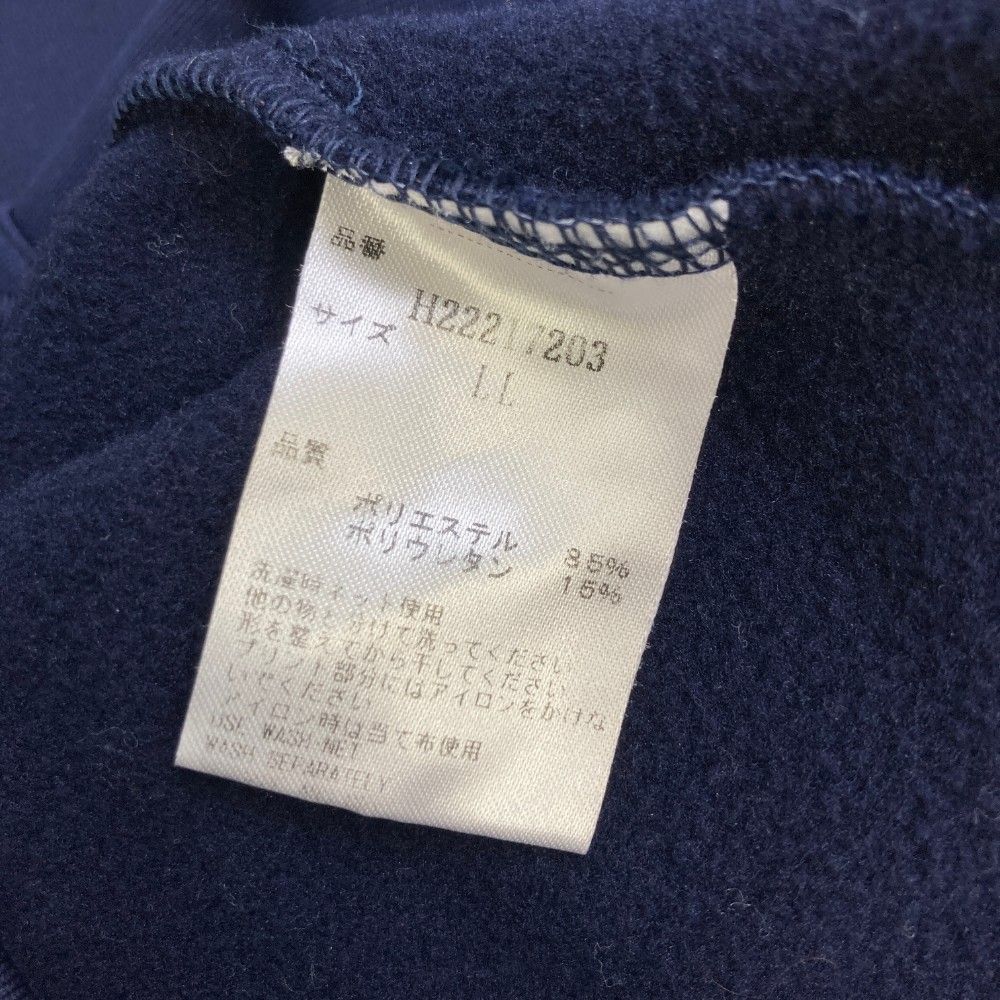 品番
H22217203
サイズ
LL
品質
ポリエステル 85%
ポリウレタン 15%
洗濯時ネット使用
他の物と分けて洗ってください
形を整えてから干してください
プリント部分にはアイロンをかけな
いでください
アイロン時は当て布使用
USE WASH NET
WASH SEPARATELY